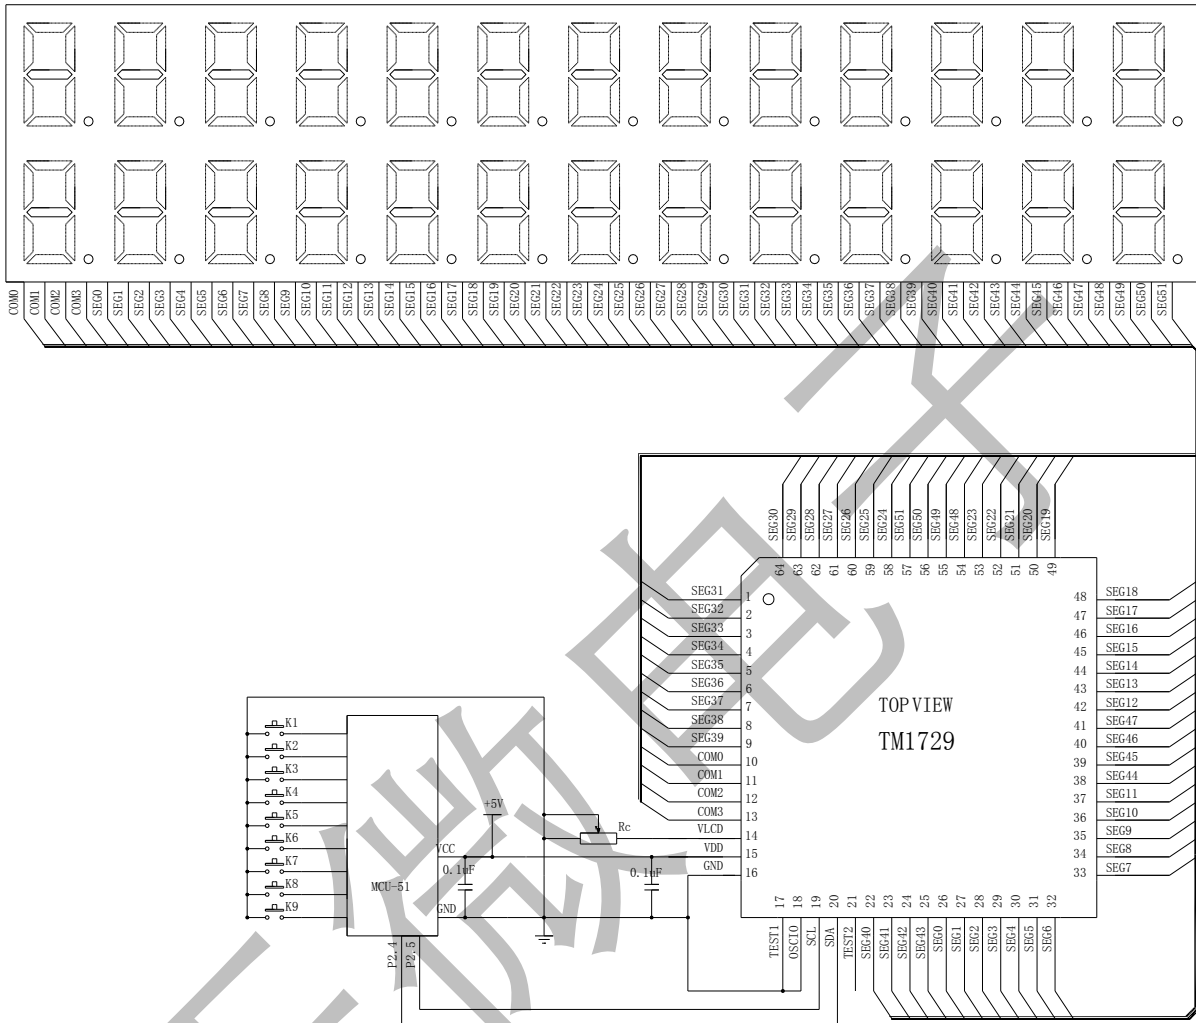 COM0 COM1 COM2 COM3 SEG0 SEG1 SEG2 SEG3 SEG4 SEG5 SEG6 SEG7 SEG8 SEG9 SEG10 SEG11 SEG12 SEG13 SEG14 SEG15 SEG16 SEG17 SEG18 SEG19 SEG20 SEG21 SEG22 SEG23 SEG24 SEG25 SEG26 SEG27 SEG28 SEG29 SEG30 SEG31 SEG32 SEG33 SEG34 SEG35 SEG36 SEG37 SEG38 SEG39 SEG40 SEG41 SEG42 SEG43 SEG44 SEG45 SEG46 SEG47 SEG48 SEG49 SEG50 SEG51
SEG30 SEG29 SEG28 SEG27 SEG26 SEG25 SEG24 SEG51 SEG50 SEG49 SEG48 SEG23 SEG22 SEG21 SEG20 SEG19
64 63 62 61 60 59 58 57 56 55 54 53 52 51 50 49
SEG31 1
SEG32 2
SEG33 3
SEG34 4
SEG35 5
SEG36 6
SEG37 7
SEG38 8
SEG39 9
COM0 10
COM1 11
COM2 12
COM3 13
VLCD 14
VDD 15
GND 16
TOP VIEW
TM1729
48 SEG18
47 SEG17
46 SEG16
45 SEG15
44 SEG14
43 SEG13
42 SEG12
41 SEG47
40 SEG46
39 SEG45
38 SEG44
37 SEG11
36 SEG10
35 SEG9
34 SEG8
33 SEG7
17 18 19 20 21 22 23 24 25 26 27 28 29 30 31 32
TEST1 OSCIO SCL SDA TEST2 SEG40 SEG41 SEG42 SEG43 SEG0 SEG1 SEG2 SEG3 SEG4 SEG5 SEG6
K1
K2
K3
K4
K5
K6
K7
K8
K9
MCU-51
VCC
GND
P2.4
P2.5
+5V
0.1uF
0.1uF
Rc
微电子